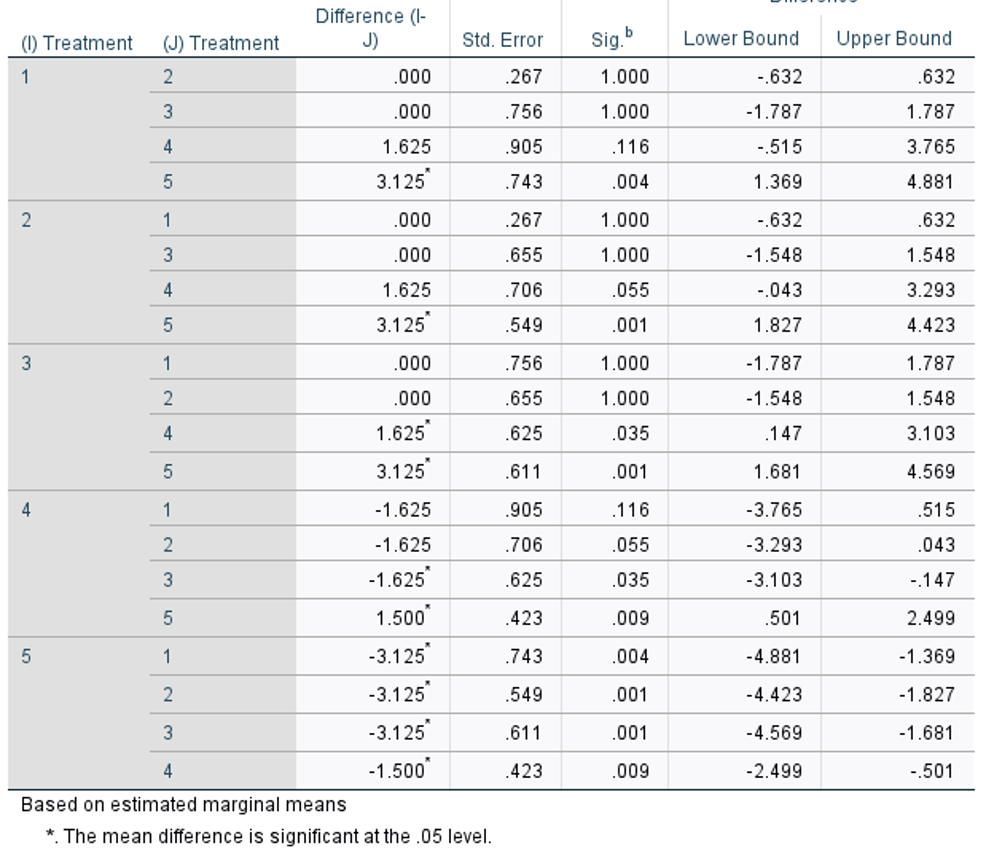 Difference
Difference (I-
J)
(I) Treatment (J) Treatment Std. Error Sig.b Lower Bound Upper Bound
1 2 .000 .267 1.000 -.632 .632
3 .000 .756 1.000 -1.787 1.787
4 1.625 .905 .116 -.515 3.765
5 3.125* .743 .004 1.369 4.881
2 1 .000 .267 1.000 -.632 .632
3 .000 .655 1.000 -1.548 1.548
4 1.625 .706 .055 -.043 3.293
5 3.125* .549 .001 1.827 4.423
3 1 .000 .756 1.000 -1.787 1.787
2 .000 .655 1.000 -1.548 1.548
4 1.625* .625 .035 .147 3.103
5 3.125* .611 .001 1.681 4.569
4 1 -1.625 .905 .116 -3.765 .515
2 -1.625 .706 .055 -3.293 .043
3 -1.625* .625 .035 -3.103 -.147
5 1.500* .423 .009 .501 2.499
5 1 -3.125* .743 .004 -4.881 -1.369
2 -3.125* .549 .001 -4.423 -1.827
3 -3.125* .611 .001 -4.569 -1.681
4 -1.500* .423 .009 -2.499 -.501
Based on estimated marginal means
*. The mean difference is significant at the .05 level.